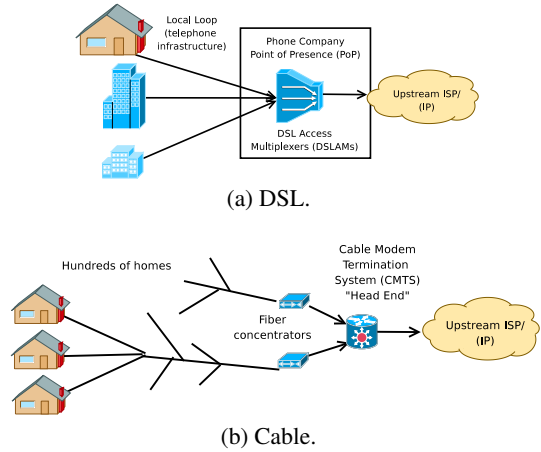 Local Loop
(telephone
infrastructure)
Phone Company
Point of Presence (PoP)
Upstream ISP/
(IP)
DSL Access
Multiplexers (DSLAMs)
(a) DSL.
Hundreds of homes
Cable Modem
Termination
System (CMTS)
"Head End"
Fiber
concentrators
Upstream ISP/
(IP)
(b) Cable.